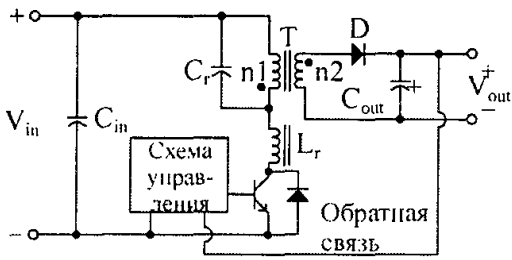 +
T
D
C_r
n1
n2
C_out
+
V_out
+
−
V_in
C_in
L_r
Схема
управ-
ления
Обратная
связь
−